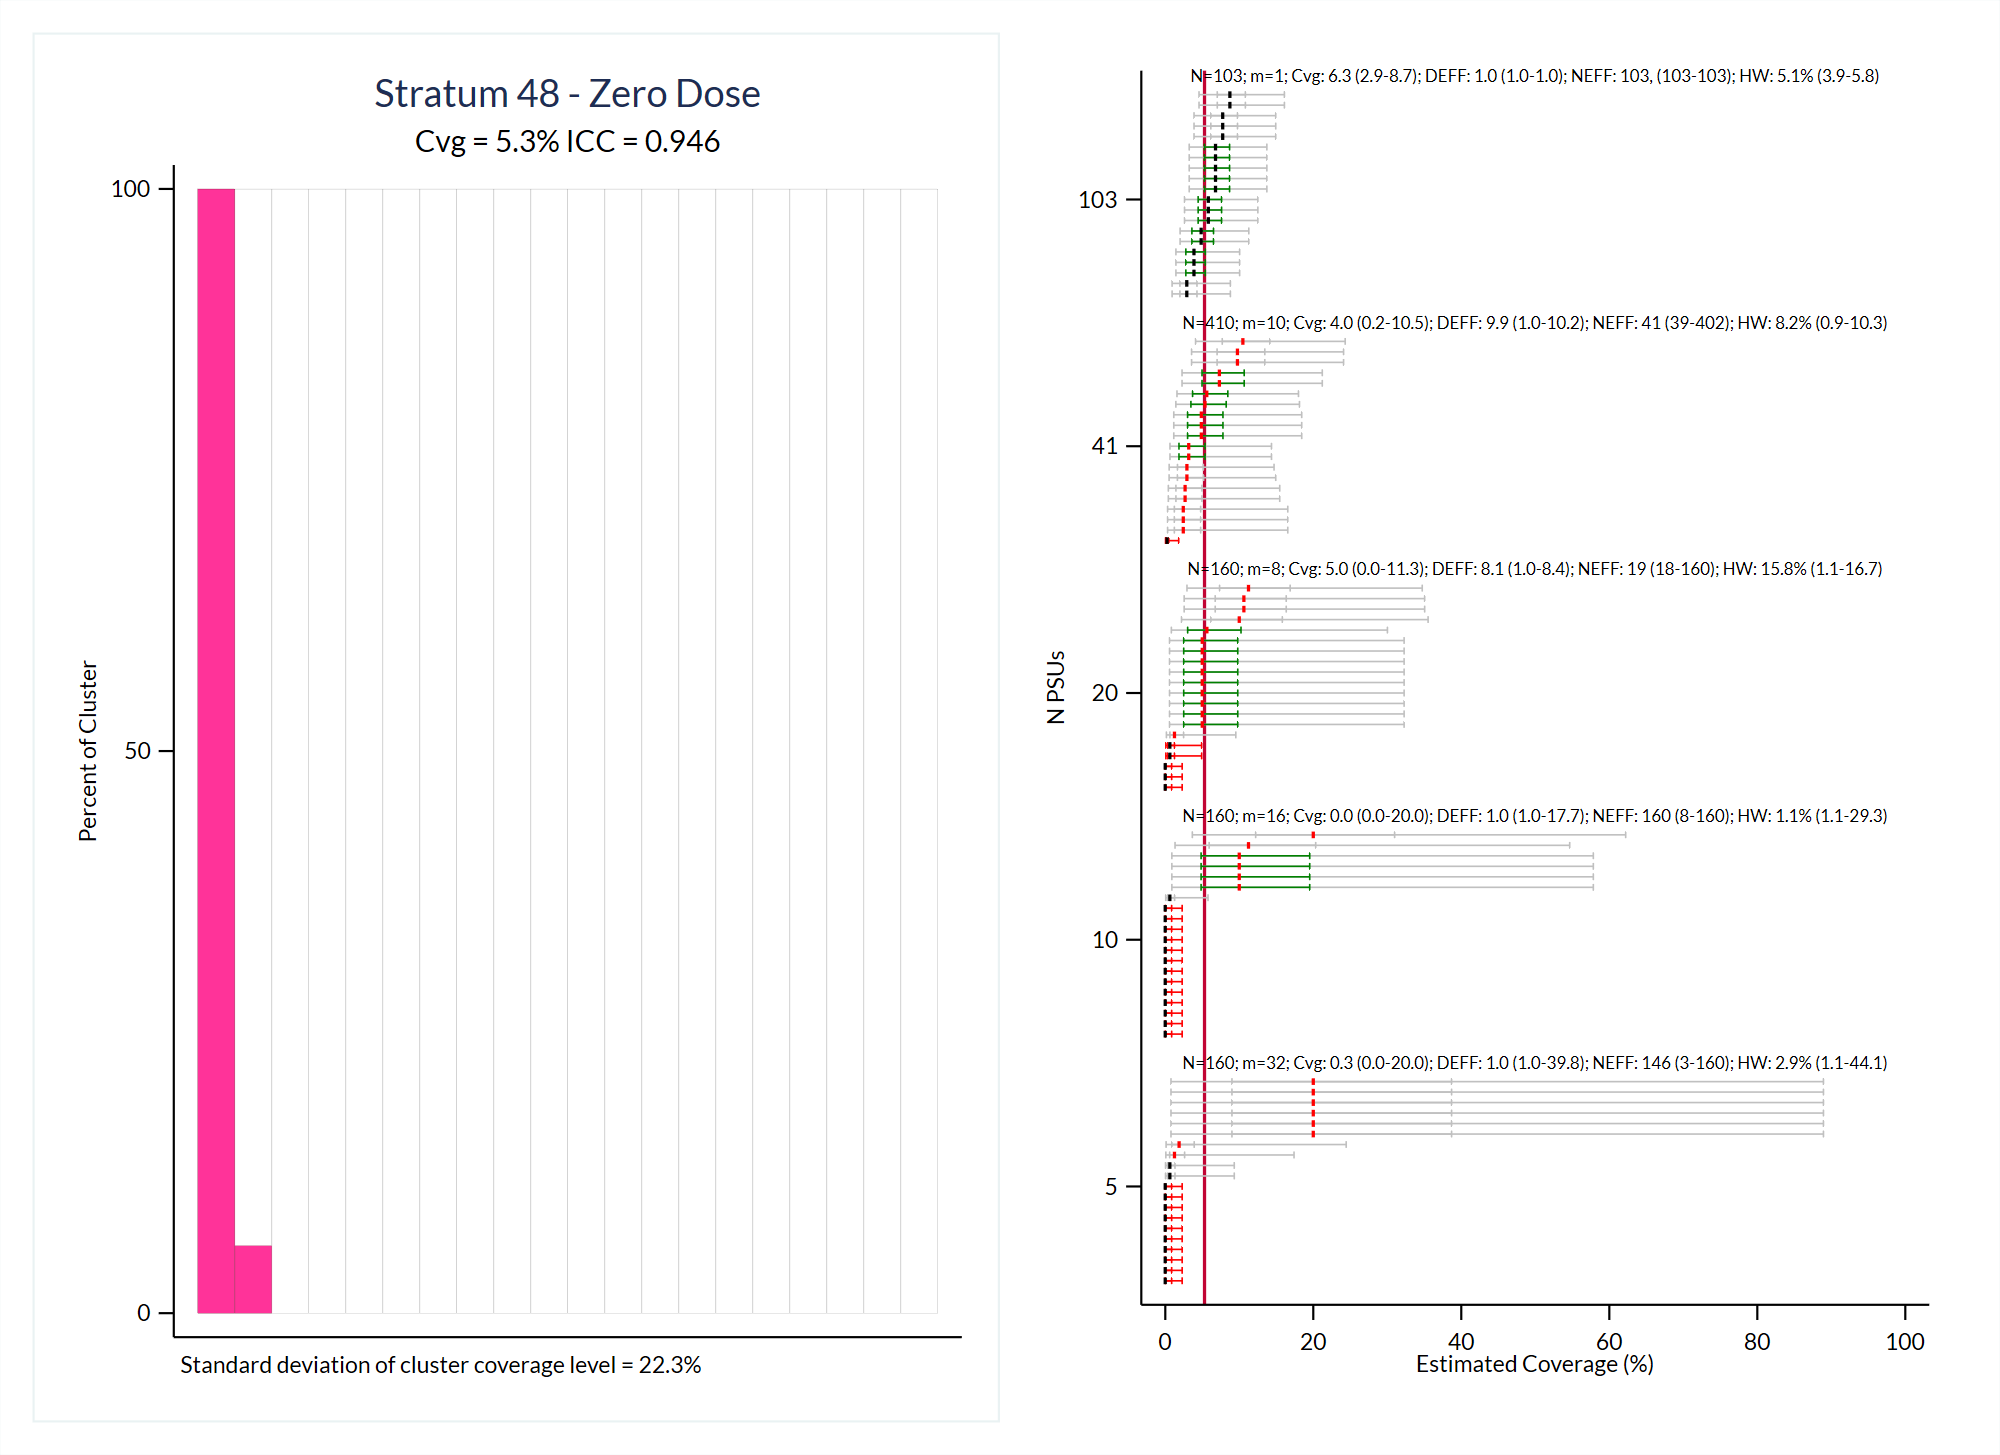 Stratum 48 - Zero Dose
Cvg = 5.3% ICC = 0.946
100
50
0
Percent of Cluster
Standard deviation of cluster coverage level = 22.3%
N=103; m=1; Cvg: 6.3 (2.9-8.7); DEFF: 1.0 (1.0-1.0); NEFF: 103, (103-103); HW: 5.1% (3.9-5.8)
103
N=410; m=10; Cvg: 4.0 (0.2-10.5); DEFF: 9.9 (1.0-10.2); NEFF: 41 (39-402); HW: 8.2% (0.9-10.3)
41
N=160; m=8; Cvg: 5.0 (0.0-11.3); DEFF: 8.1 (1.0-8.4); NEFF: 19 (18-160); HW: 15.8% (1.1-16.7)
N PSUs
20
N=160; m=16; Cvg: 0.0 (0.0-20.0); DEFF: 1.0 (1.0-17.7); NEFF: 160 (8-160); HW: 1.1% (1.1-29.3)
10
N=160; m=32; Cvg: 0.3 (0.0-20.0); DEFF: 1.0 (1.0-39.8); NEFF: 146 (3-160); HW: 2.9% (1.1-44.1)
5
0 20 40 60 80 100
Estimated Coverage (%)